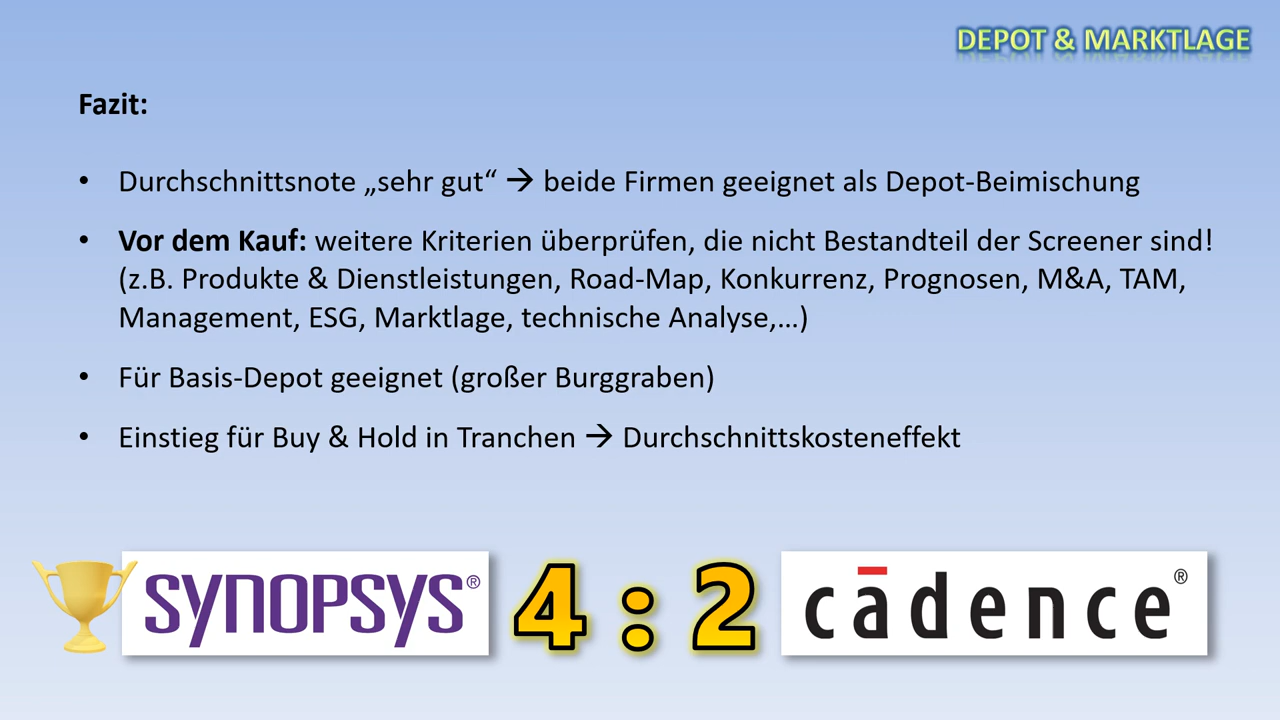 DEPOT & MARKTLAGE
Fazit:
• Durchschnittsnote „sehr gut“ → beide Firmen geeignet als Depot-Beimischung
• Vor dem Kauf: weitere Kriterien überprüfen, die nicht Bestandteil der Screener sind!
(z.B. Produkte & Dienstleistungen, Road-Map, Konkurrenz, Prognosen, M&A, TAM,
Management, ESG, Marktlage, technische Analyse,...)
• Für Basis-Depot geeignet (großer Burggraben)
• Einstieg für Buy & Hold in Tranchen → Durchschnittskosteneffekt
SYNOPSYS® 4 : 2 cādence®